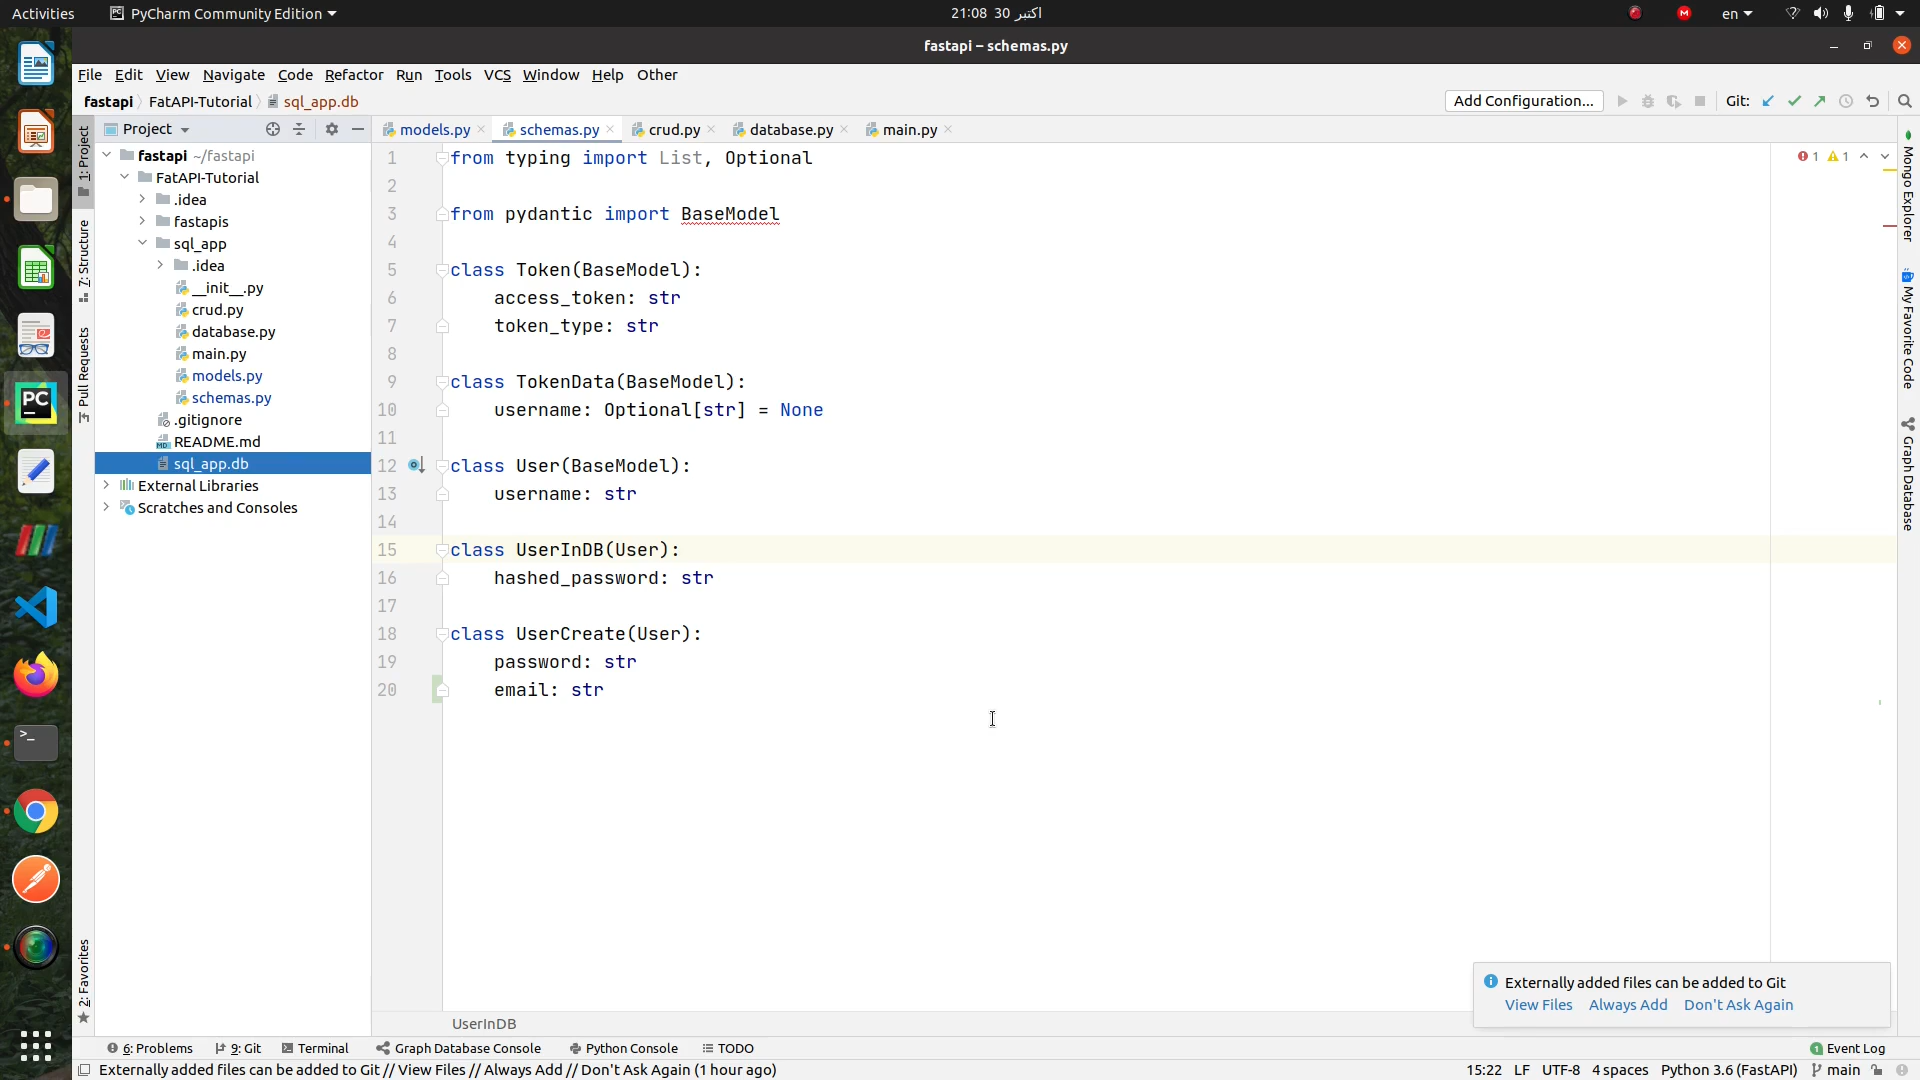 Activities
PyCharm Community Edition
21:08 30 اکتبر
en
fastapi – schemas.py
File Edit View Navigate Code Refactor Run Tools VCS Window Help Other
fastapi FatAPI-Tutorial sql_app.db
Add Configuration...
Git:
Project
models.py
schemas.py
crud.py
database.py
main.py
1: Project
7: Structure
Pull Requests
2: Favorites
fastapi ~/fastapi
FatAPI-Tutorial
.idea
fastapis
sql_app
.idea
__init__.py
crud.py
database.py
main.py
models.py
schemas.py
.gitignore
README.md
sql_app.db
External Libraries
Scratches and Consoles
1 from typing import List, Optional
2
3 from pydantic import BaseModel
4
5 class Token(BaseModel):
6 access_token: str
7 token_type: str
8
9 class TokenData(BaseModel):
10 username: Optional[str] = None
11
12 class User(BaseModel):
13 username: str
14
15 class UserInDB(User):
16 hashed_password: str
17
18 class UserCreate(User):
19 password: str
20 email: str
1 1
Mongo Explorer
My Favorite Code
Graph Database
Externally added files can be added to Git
View Files Always Add Don't Ask Again
UserInDB
6: Problems 9: Git Terminal Graph Database Console Python Console TODO
1 Event Log
Externally added files can be added to Git // View Files // Always Add // Don't Ask Again (1 hour ago)
15:22 LF UTF-8 4 spaces Python 3.6 (FastAPI) main